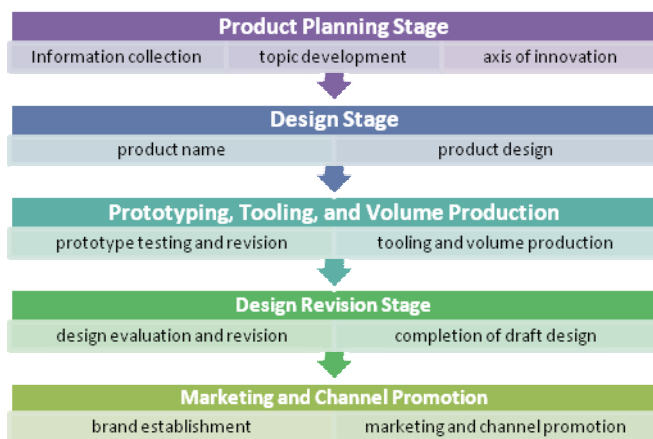 Product Planning Stage
Information collection topic development axis of innovation
Design Stage
product name product design
Prototyping, Tooling, and Volume Production
prototype testing and revision tooling and volume production
Design Revision Stage
design evaluation and revision completion of draft design
Marketing and Channel Promotion
brand establishment marketing and channel promotion